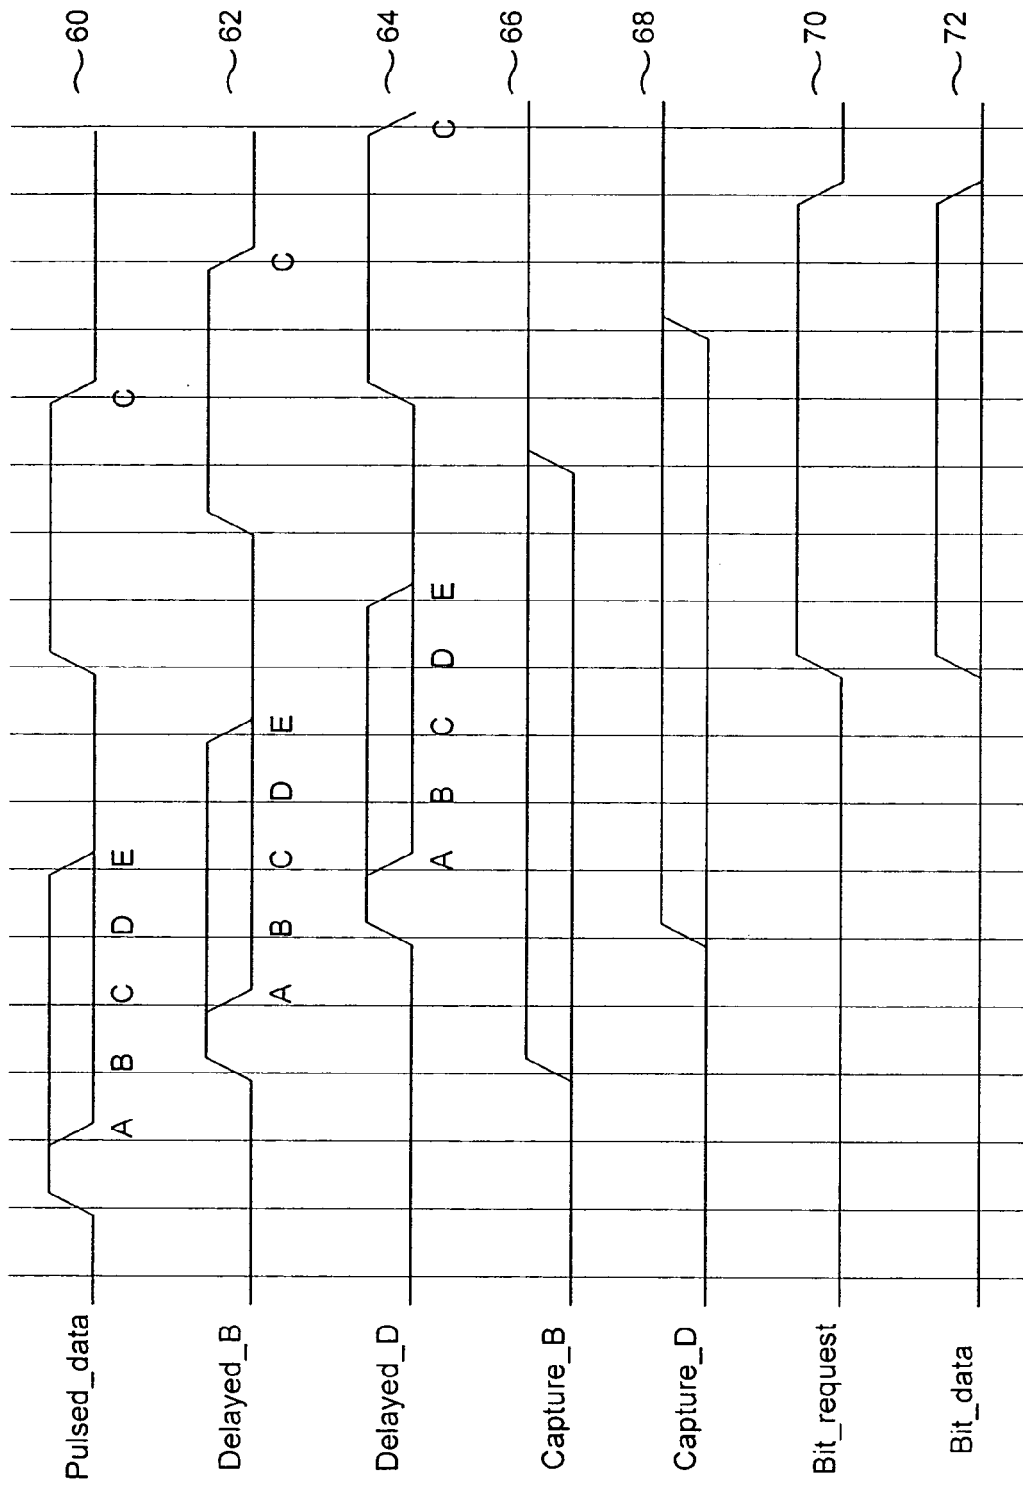 Pulsed_data A B C D E C 60
Delayed_B A B C D E C 62
Delayed_D A B C D E C 64
Capture_B 66
Capture_D 68
Bit_request 70
Bit_data 72